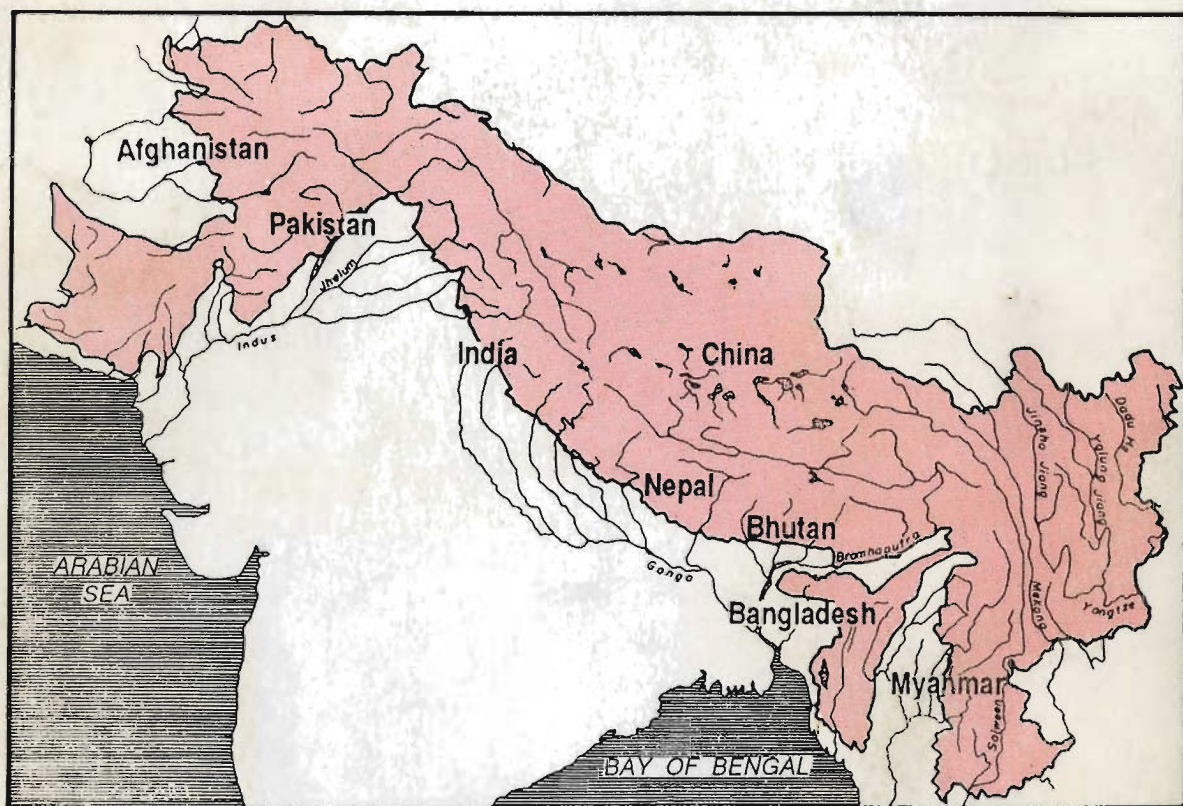 Afghanistan
Pakistan
Jhelum
Indus
India
China
Dadu He
Jinsha Jiang
Yalung Jiang
Nepal
Bhutan
Bramhaputra
ARABIAN
SEA
Ganga
Bangladesh
Mekong
Yangtze
Myanmar
Salween
BAY OF BENGAL